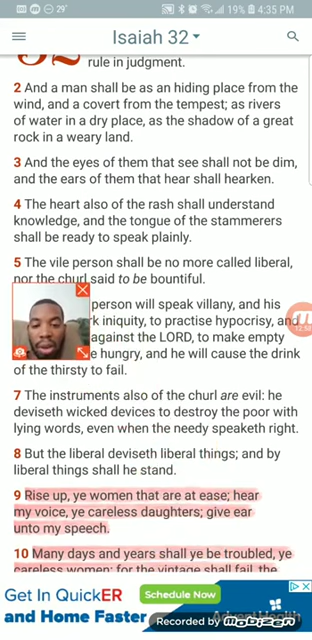 29°
19% 4:35 PM
Isaiah 32
32 rule in judgment.
2 And a man shall be as an hiding place from the
wind, and a covert from the tempest; as rivers
of water in a dry place, as the shadow of a great
rock in a weary land.
3 And the eyes of them that see shall not be dim,
and the ears of them that hear shall hearken.
4 The heart also of the rash shall understand
knowledge, and the tongue of the stammerers
shall be ready to speak plainly.
5 The vile person shall be no more called liberal,
nor the churl said to be bountiful.
person will speak villany, and his
iniquity, to practise hypocrisy, and
against the LORD, to make empty
hungry, and he will cause the drink
of the thirsty to fail.
7 The instruments also of the churl are evil: he
deviseth wicked devices to destroy the poor with
lying words, even when the needy speaketh right.
8 But the liberal deviseth liberal things; and by
liberal things shall he stand.
9 Rise up, ye women that are at ease; hear
my voice, ye careless daughters; give ear
unto my speech.
10 Many days and years shall ye be troubled, ye
careless women: for the vintage shall fail, the
Get In QuickER
and Home Faster
Schedule Now
Recorded by mobizen